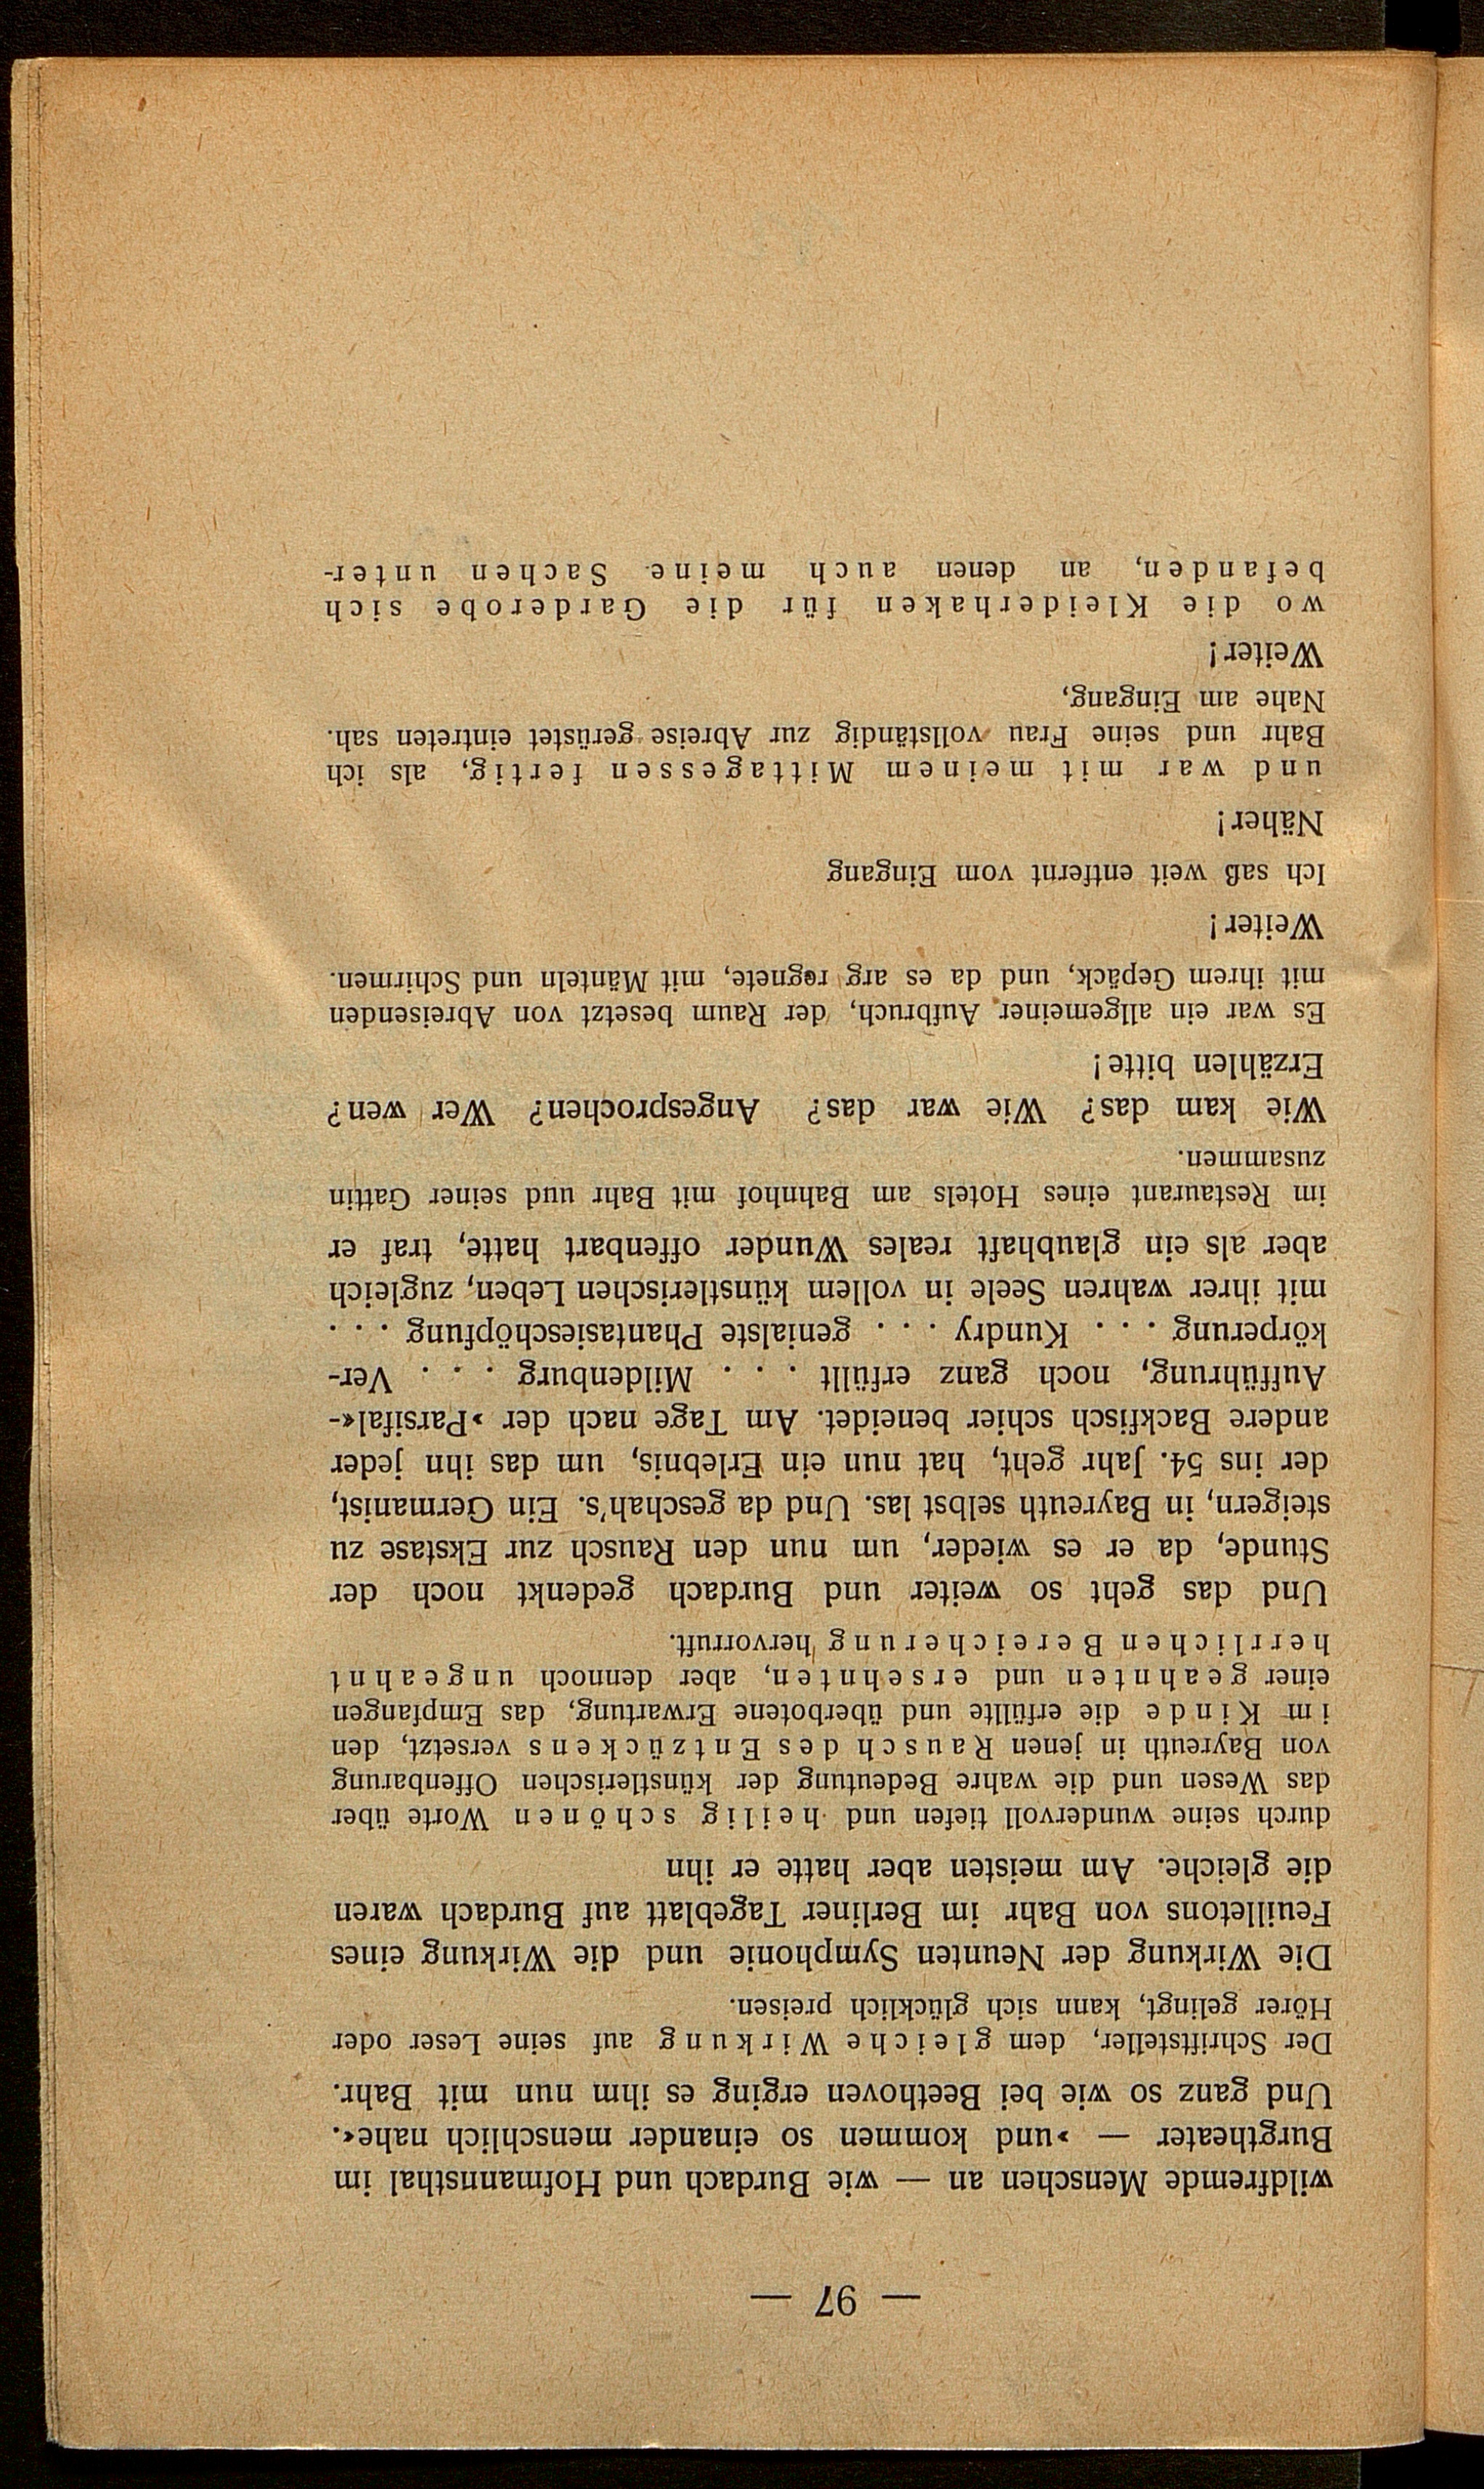 — 97 —
wildfremde Menschen an — wie Burdach und Hofmannsthal im
Burgtheater — »und kommen so einander menschlich nahe«.
Und ganz so wie bei Beethoven erging es ihm nun mit Bahr.
Der Schriftsteller, dem gleiche Wirkung auf seine Leser oder
Hörer gelingt, kann sich glücklich preisen.
Die Wirkung der Neunten Symphonie und die Wirkung eines
Feuilletons von Bahr im Berliner Tageblatt auf Burdach waren
die gleiche. Am meisten aber hatte er ihn
durch seine wundervoll tiefen und heilig schönen Worte über
das Wesen und die wahre Bedeutung der künstlerischen Offenbarung
von Bayreuth in jenen Rausch des Entzückens versetzt, den
im Kinde die erfüllte und überbotene Erwartung, das Empfangen
einer geahnten und ersehnten, aber dennoch ungeahnt
herrlichen Bereicherung hervorruft.
Und das geht so weiter und Burdach gedenkt noch der
Stunde, da er es wieder, um nun den Rausch zur Ekstase zu
steigern, in Bayreuth selbst las. Und da geschah's. Ein Germanist,
der ins 54. Jahr geht, hat nun ein Erlebnis, um das ihn jeder
andere Backfisch schier beneidet. Am Tage nach der »Parsifal«-
Aufführung, noch ganz erfüllt . . . Mildenburg . . . Ver-
körperung . . . Kundry . . . genialste Phantasieschöpfung . . .
mit ihrer wahren Seele in vollem künstlerischen Leben, zugleich
aber als ein glaubhaft reales Wunder offenbart hatte, traf er
im Restaurant eines Hotels am Bahnhof mit Bahr uud seiner Gattin
zusammen.
Wie kam das? Wie war das? Angesprochen? Wer wen?
Erzählen bitte!
Es war ein allgemeiner Aufbruch, der Raum besetzt von Abreisenden
mit ihrem Gepäck, und da es arg regnete, mit Mänteln und Schirmen.
Weiter!
Ich saß weit entfernt vom Eingang
Näher!
und war mit meinem Mittagessen fertig, als ich
Bahr und seine Frau vollständig zur Abreise gerüstet eintreten sah.
Nahe am Eingang,
Weiter!
wo die Kleiderhaken für die Garderobe sich
befanden, an denen auch meine Sachen unter-